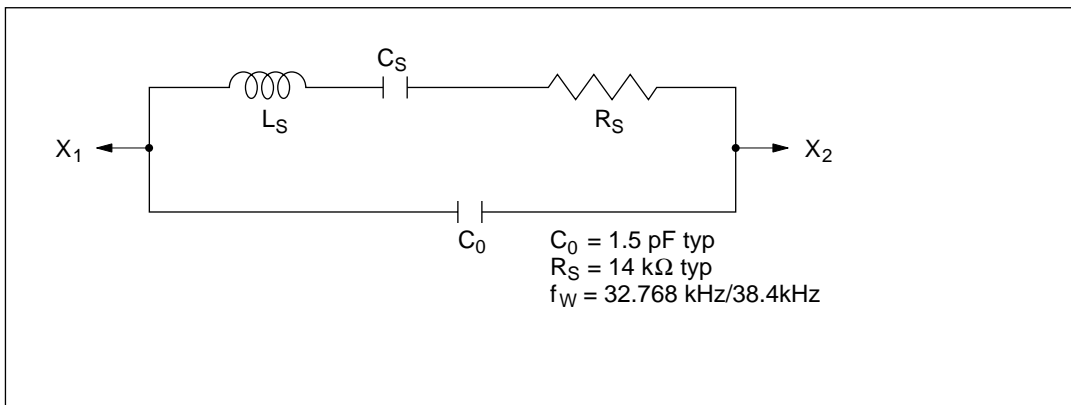 C_S
L_S
R_S
X_1
X_2
C_0
C_0 = 1.5 pF typ
R_S = 14 kΩ typ
f_W = 32.768 kHz/38.4kHz